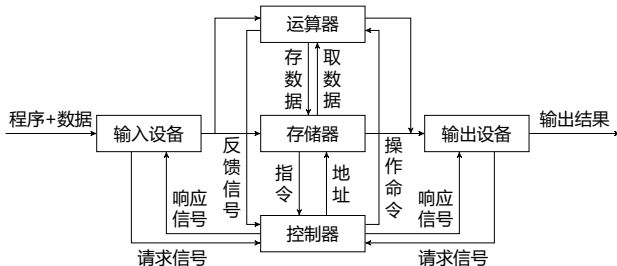 运算器
存数据
取数据
程序+数据
输入设备
存储器
输出设备
输出结果
反馈信号
指令
地址
操作命令
响应
信号
响应
信号
控制器
请求信号
请求信号